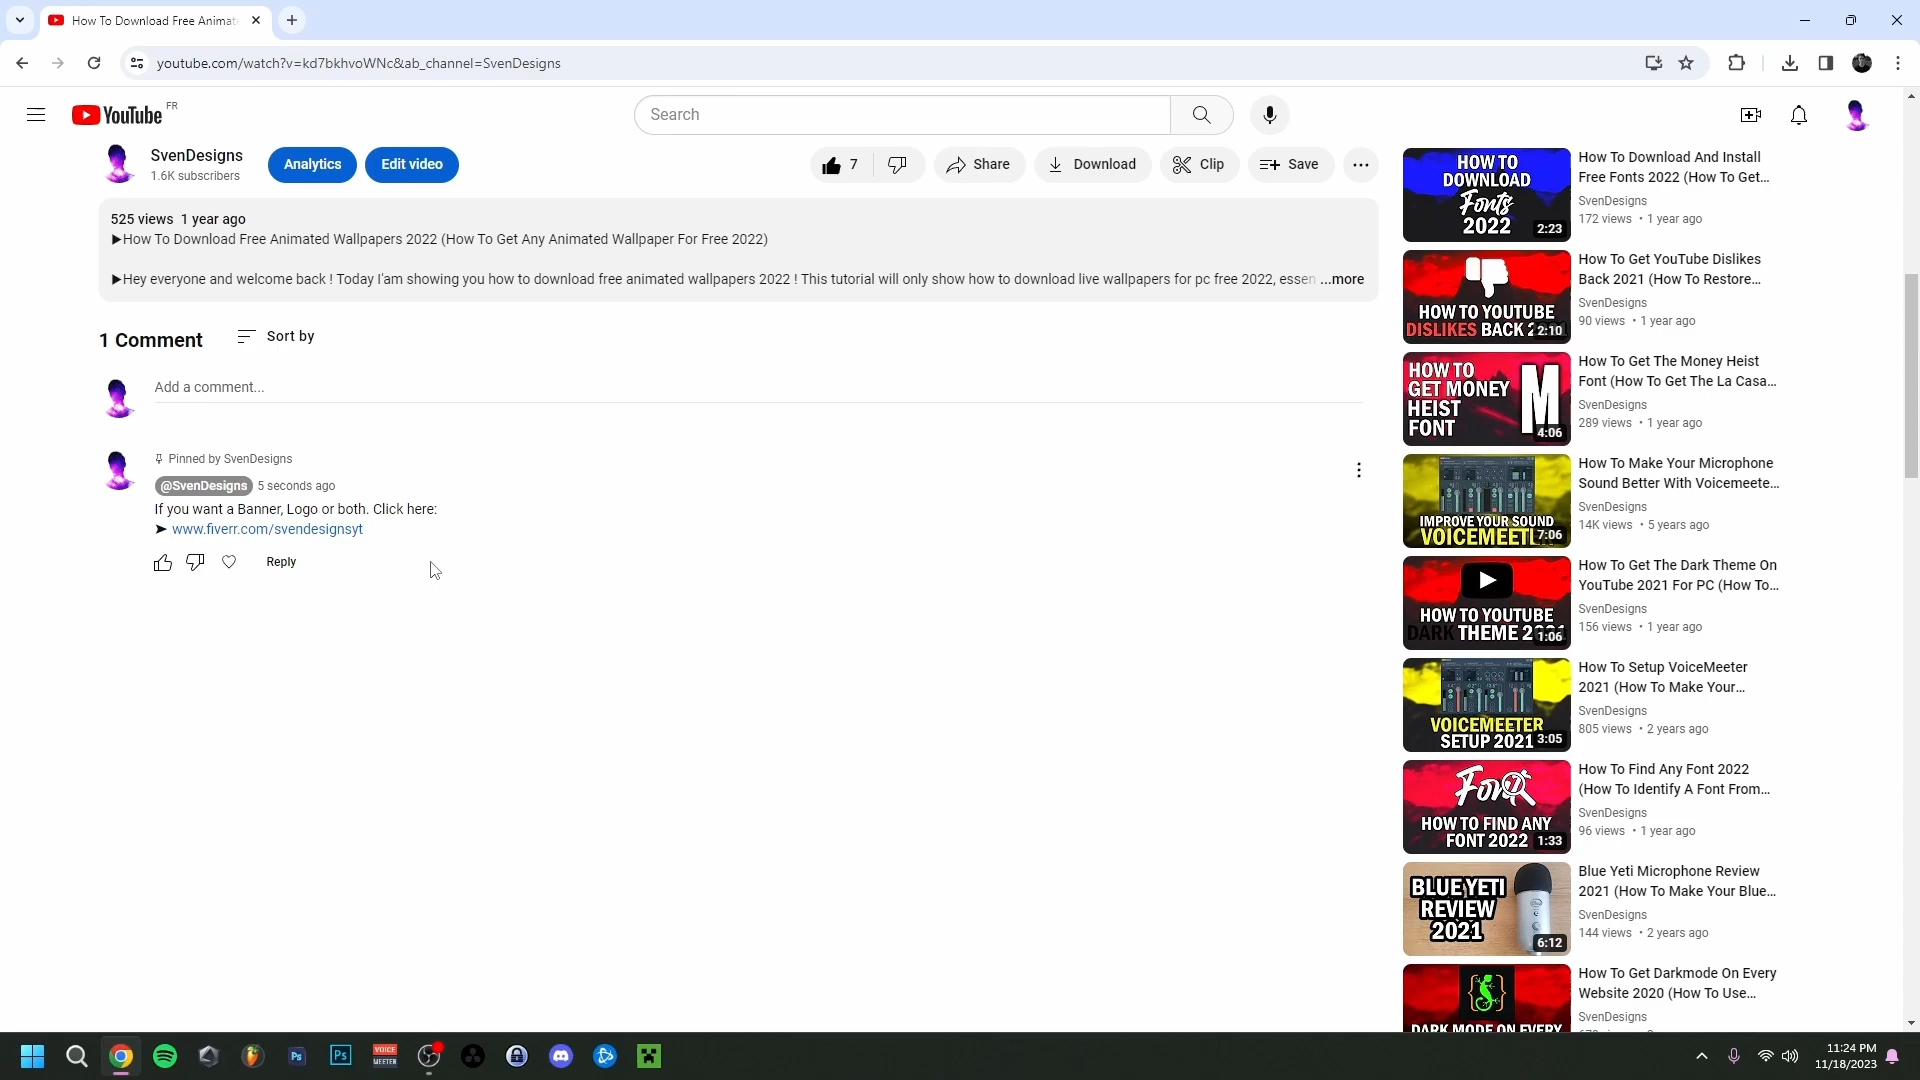 How To Download Free Animat
youtube.com/watch?v=kd7bkhvoWNc&ab_channel=SvenDesigns
YouTube FR
Search
SvenDesigns
1.6K subscribers
Analytics
Edit video
7
Share
Download
Clip
Save
525 views 1 year ago
▶How To Download Free Animated Wallpapers 2022 (How To Get Any Animated Wallpaper For Free 2022)
▶Hey everyone and welcome back ! Today I'am showing you how to download free animated wallpapers 2022 ! This tutorial will only show how to download live wallpapers for pc free 2022, essen ...more
1 Comment
Sort by
Add a comment...
Pinned by SvenDesigns
@SvenDesigns 5 seconds ago
If you want a Banner, Logo or both. Click here:
➤ www.fiverr.com/svendesignsyt
Reply
HOW TO
DOWNLOAD
Fonts
2022
2:23
How To Download And Install
Free Fonts 2022 (How To Get...
SvenDesigns
172 views • 1 year ago
HOW TO YOUTUBE
DISLIKES BACK 2
2:10
How To Get YouTube Dislikes
Back 2021 (How To Restore...
SvenDesigns
90 views • 1 year ago
HOW TO
GET MONEY
HEIST
FONT
M
4:06
How To Get The Money Heist
Font (How To Get The La Casa...
SvenDesigns
289 views • 1 year ago
IMPROVE YOUR SOUND
VOICEMEET
7:06
How To Make Your Microphone
Sound Better With Voicemeete...
SvenDesigns
14K views • 5 years ago
HOW TO YOUTUBE
DARK THEME 2021
1:06
How To Get The Dark Theme On
YouTube 2021 For PC (How To...
SvenDesigns
156 views • 1 year ago
VOICEMEETER
SETUP 2021
3:05
How To Setup VoiceMeeter
2021 (How To Make Your...
SvenDesigns
805 views • 2 years ago
Font
HOW TO FIND ANY
FONT 2022
1:33
How To Find Any Font 2022
(How To Identify A Font From...
SvenDesigns
96 views • 1 year ago
BLUE YETI
REVIEW
2021
6:12
Blue Yeti Microphone Review
2021 (How To Make Your Blue...
SvenDesigns
144 views • 2 years ago
DARK MODE ON EVERY
How To Get Darkmode On Every
Website 2020 (How To Use...
SvenDesigns
Ps
Ps
VOICE
MEETER
11:24 PM
11/18/2023